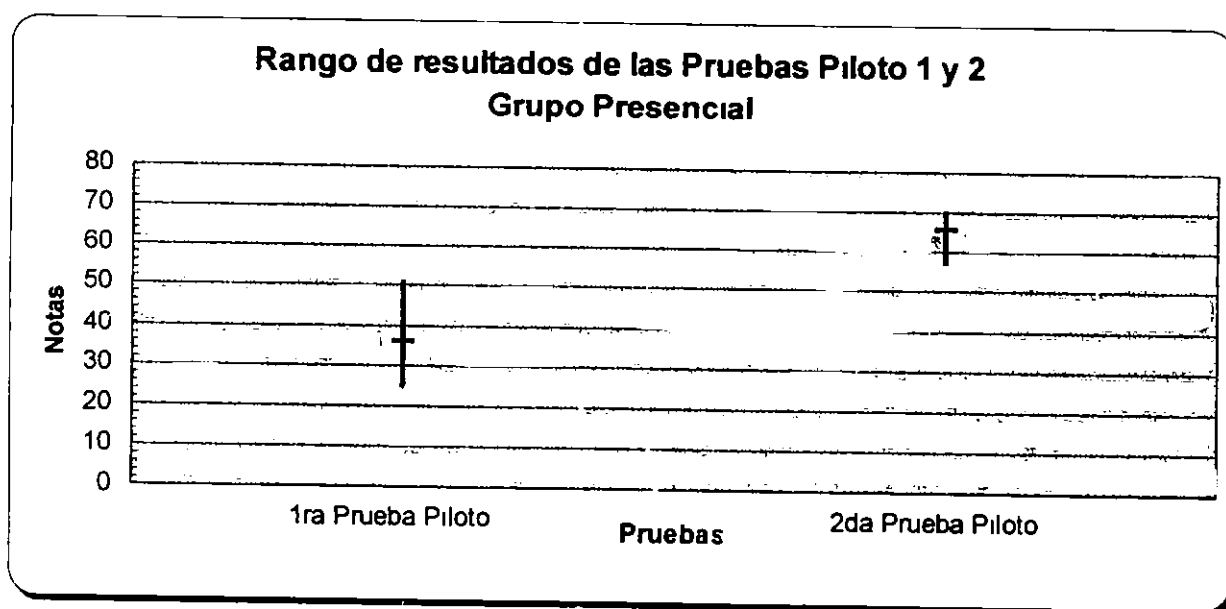 Rango de resultados de las Pruebas Piloto 1 y 2
Grupo Presencial
80
70
60
50
40
30
20
10
0
Notas
1ra Prueba Piloto
2da Prueba Piloto
Pruebas